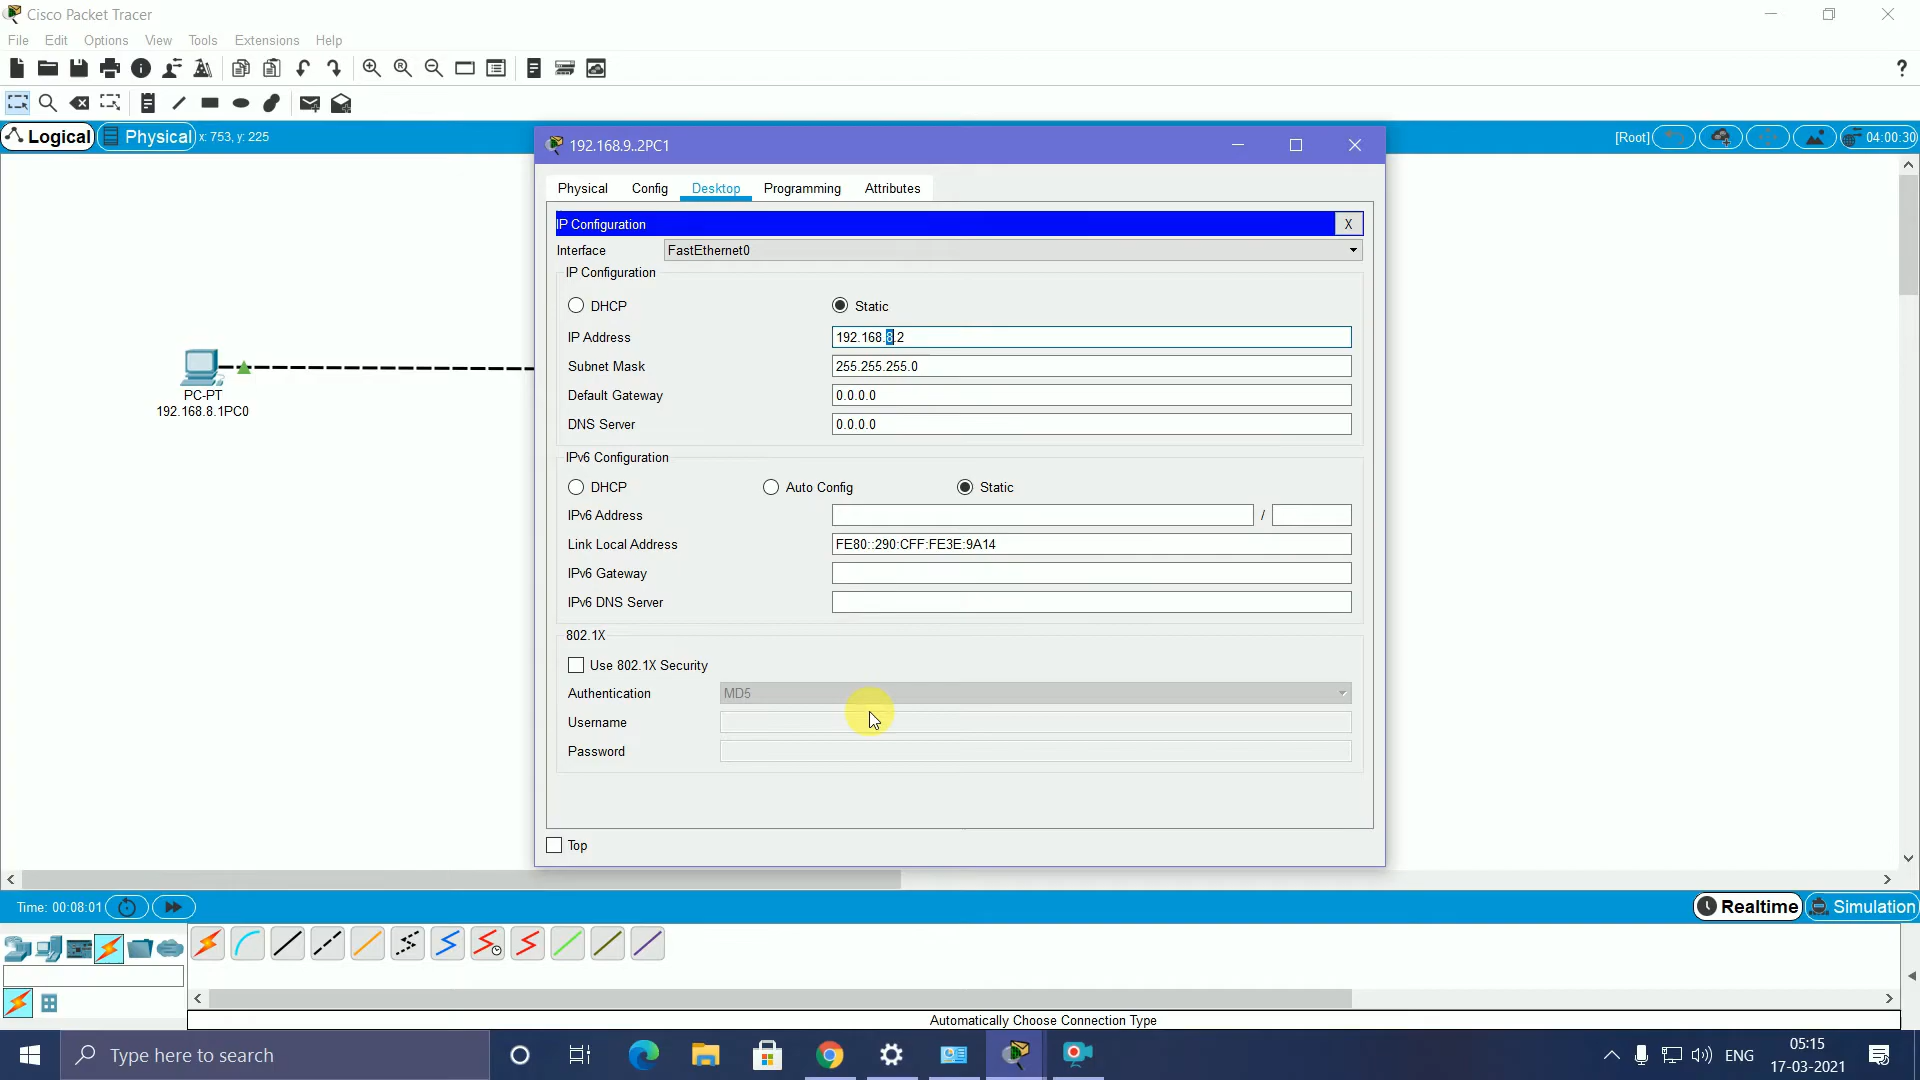 Cisco Packet Tracer
File Edit Options View Tools Extensions Help
?
Logical Physical x: 753, y: 225
[Root] 04:00:30
192.168.9..2PC1
Physical Config Desktop Programming Attributes
IP Configuration X
Interface FastEthernet0
IP Configuration
DHCP Static
IP Address 192.168.8.2
Subnet Mask 255.255.255.0
Default Gateway 0.0.0.0
DNS Server 0.0.0.0
IPv6 Configuration
DHCP Auto Config Static
IPv6 Address /
Link Local Address FE80::290:CFF:FE3E:9A14
IPv6 Gateway
IPv6 DNS Server
802.1X
Use 802.1X Security
Authentication MD5
Username
Password
Top
PC-PT
192.168.8.1PC0
Time: 00:08:01
Realtime Simulation
Automatically Choose Connection Type
Type here to search
ENG
05:15
17-03-2021